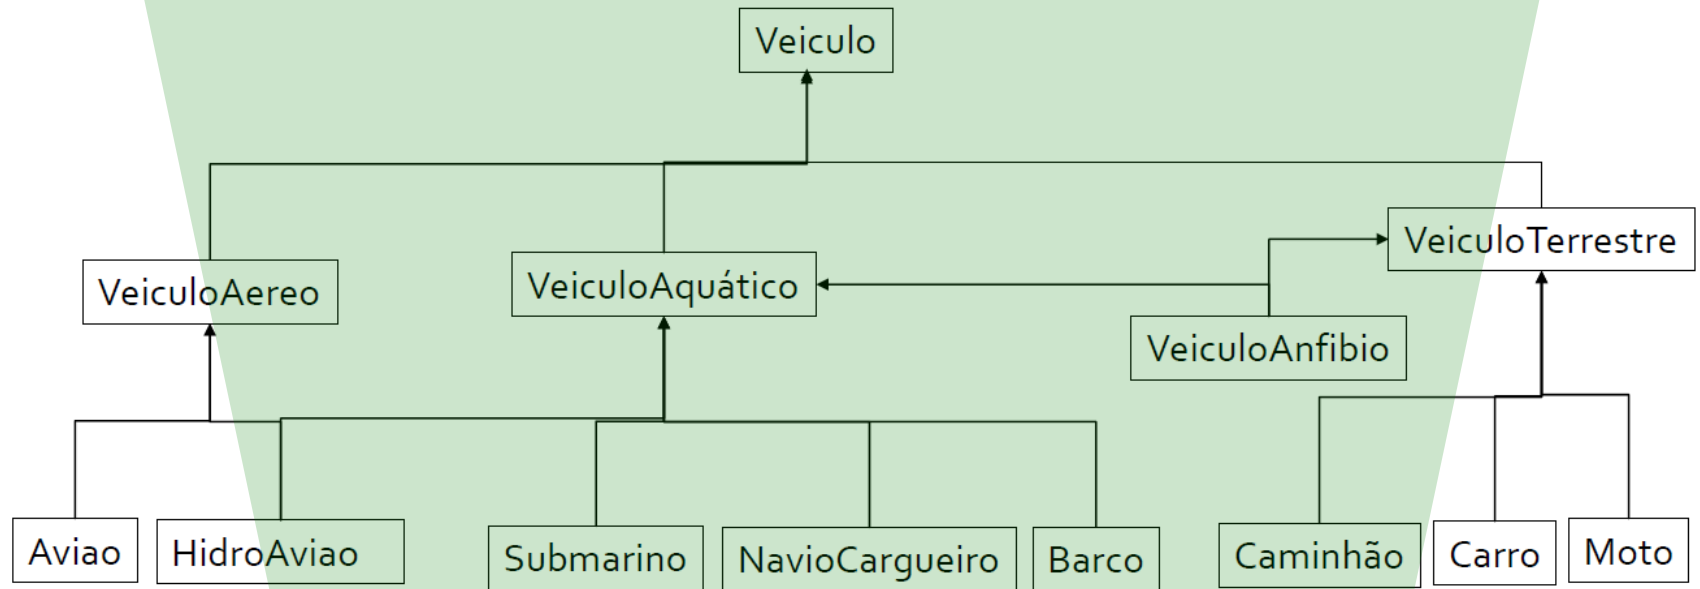 Veiculo
VeiculoTerrestre
VeiculoAereo
VeiculoAquático
VeiculoAnfibio
Aviao
HidroAviao
Submarino
NavioCargueiro
Barco
Caminhão
Carro
Moto